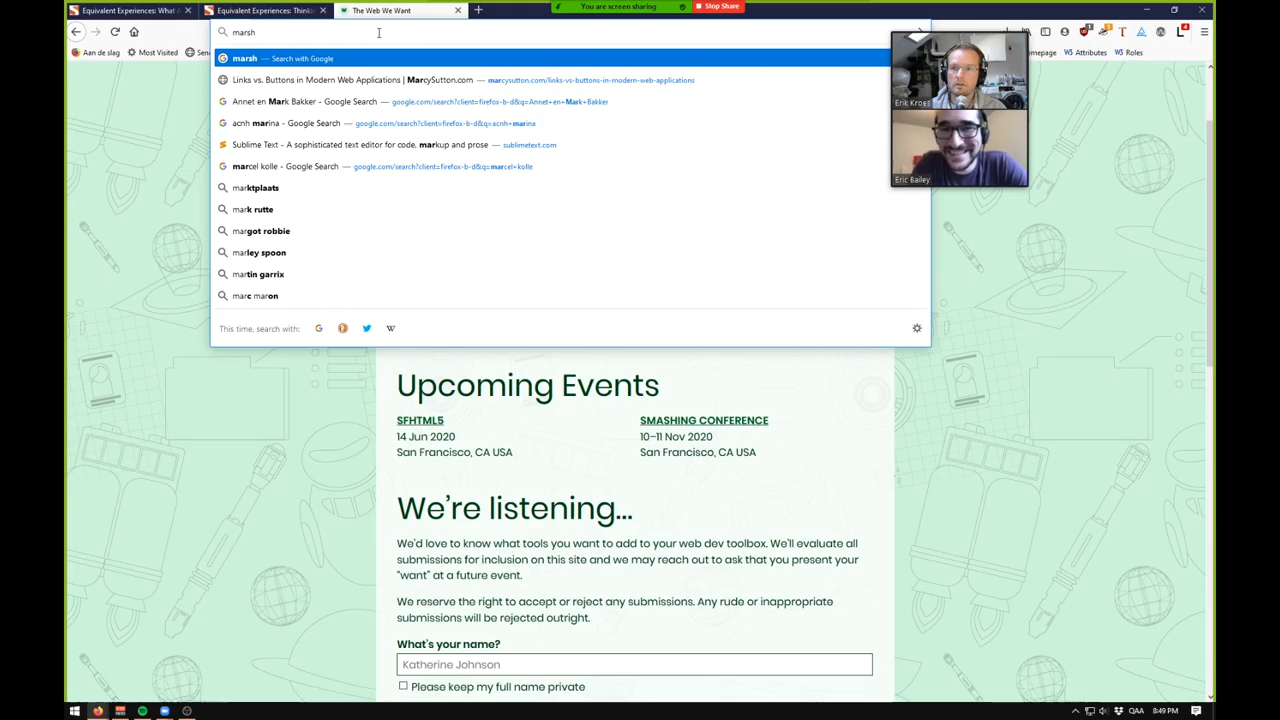 Equivalent Experiences: What A
Equivalent Experiences: Thinki
The Web We Want
You are screen sharing
Stop Share
marsh
Aan de slag
Most Visited
Sen
omepage
Attributes
Roles
marsh — Search with Google
Links vs. Buttons in Modern Web Applications | MarcySutton.com — marcysutton.com/links-vs-buttons-in-modern-web-applications
Annet en Mark Bakker - Google Search — google.com/search?client=firefox-b-d&q=Annet+en+Mark+Bakker
acnh marina - Google Search — google.com/search?client=firefox-b-d&q=acnh+marina
Sublime Text - A sophisticated text editor for code, markup and prose — sublimetext.com
marcel kolle - Google Search — google.com/search?client=firefox-b-d&q=marcel+kolle
marktplaats
mark rutte
margot robbie
marley spoon
martin garrix
marc maron
This time, search with:
Erik Kroes
Eric Bailey
Upcoming Events
SFHTML5
14 Jun 2020
San Francisco, CA USA
SMASHING CONFERENCE
10–11 Nov 2020
San Francisco, CA USA
We’re listening…
We’d love to know what tools you want to add to your web dev toolbox. We’ll evaluate all
submissions for inclusion on this site and we may reach out to ask that you present your
“want” at a future event.
We reserve the right to accept or reject any submissions. Any rude or inappropriate
submissions will be rejected outright.
What’s your name?
Katherine Johnson
Please keep my full name private
QAA
8:49 PM